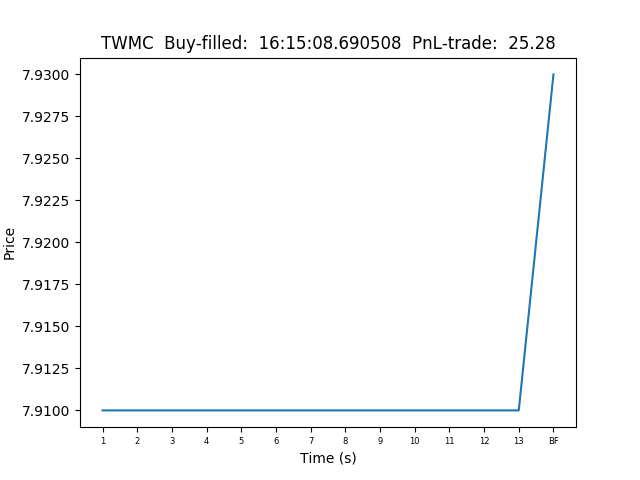 TWMC  Buy-filled:  16:15:08.690508  PnL-trade:  25.28
7.9300
7.9275
7.9250
7.9225
7.9200
7.9175
7.9150
7.9125
7.9100
Price
1 2 3 4 5 6 7 8 9 10 11 12 13 BF
Time (s)